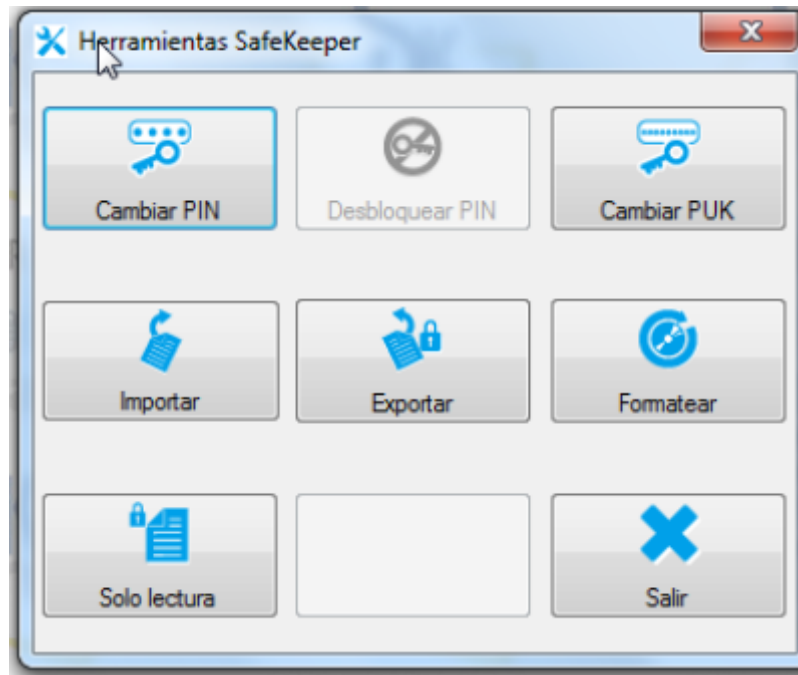 Herramientas SafeKeeper
Cambiar PIN
Desbloquear PIN
Cambiar PUK
Importar
Exportar
Formatear
Solo lectura
Salir